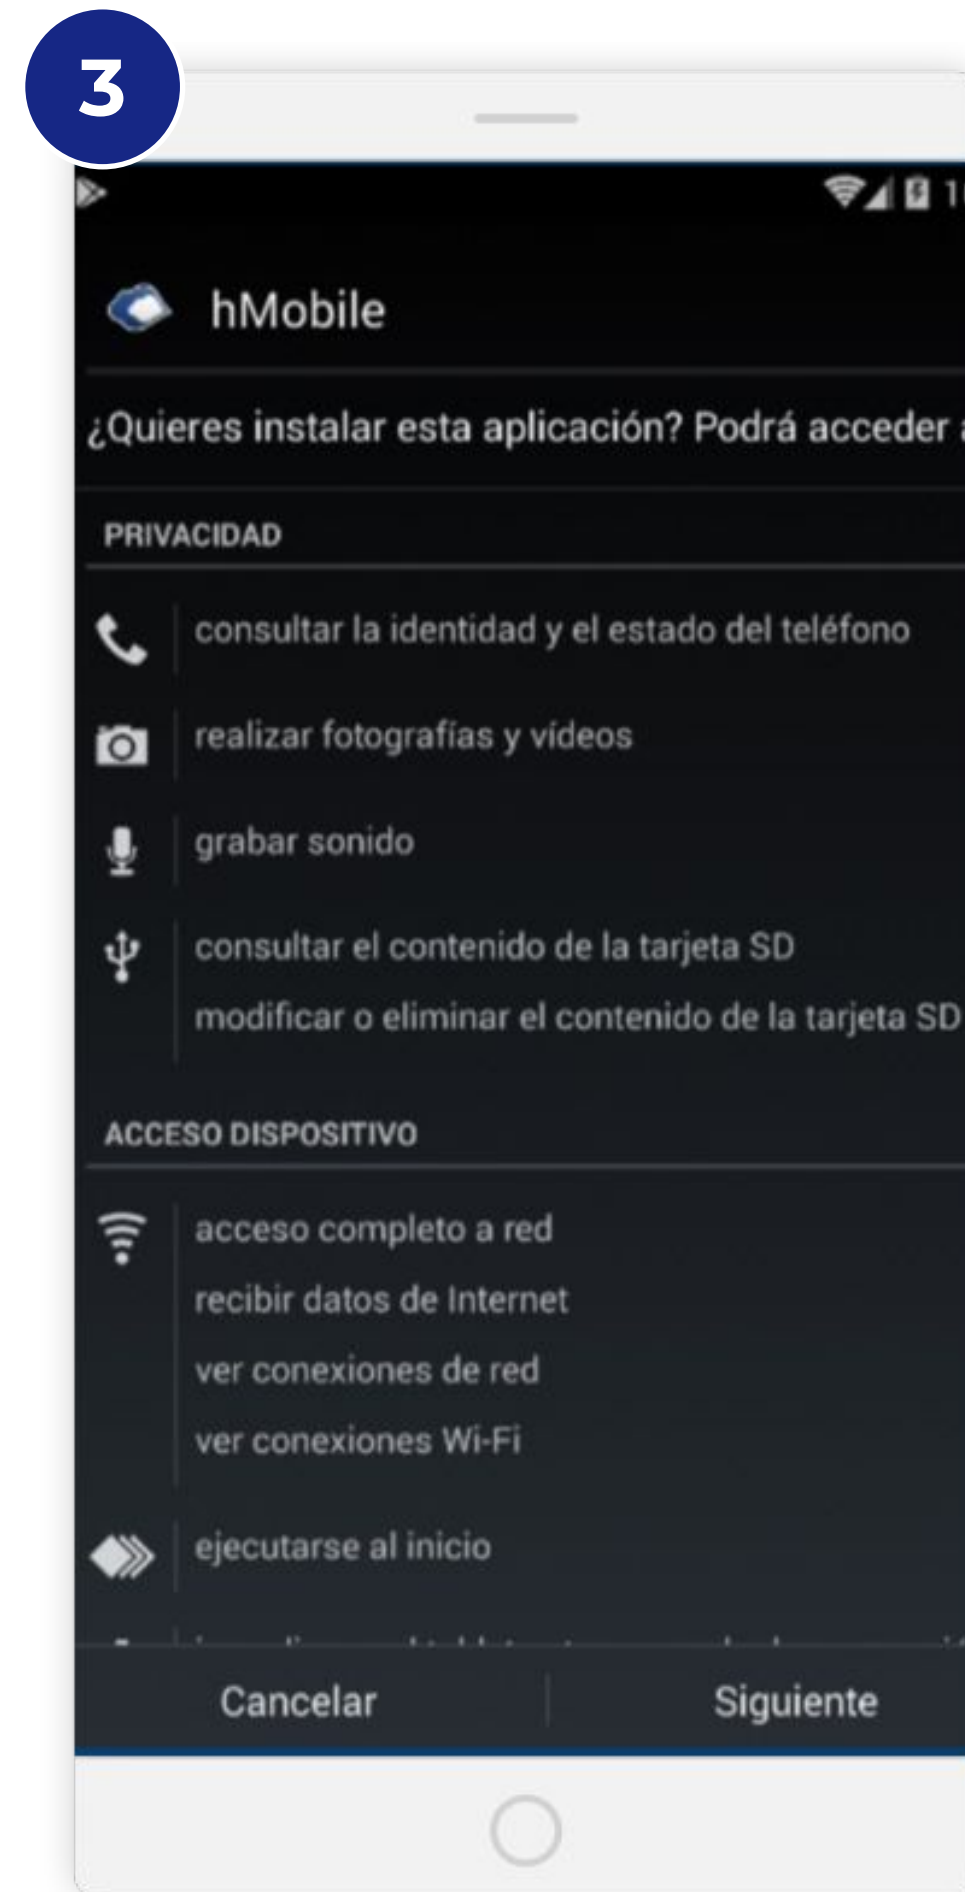 3
hMobile
¿Quieres instalar esta aplicación? Podrá acceder
PRIVACIDAD
consultar la identidad y el estado del teléfono
realizar fotografías y vídeos
grabar sonido
consultar el contenido de la tarjeta SD
modificar o eliminar el contenido de la tarjeta SD
ACCESO DISPOSITIVO
acceso completo a red
recibir datos de Internet
ver conexiones de red
ver conexiones Wi-Fi
ejecutarse al inicio
Cancelar
Siguiente